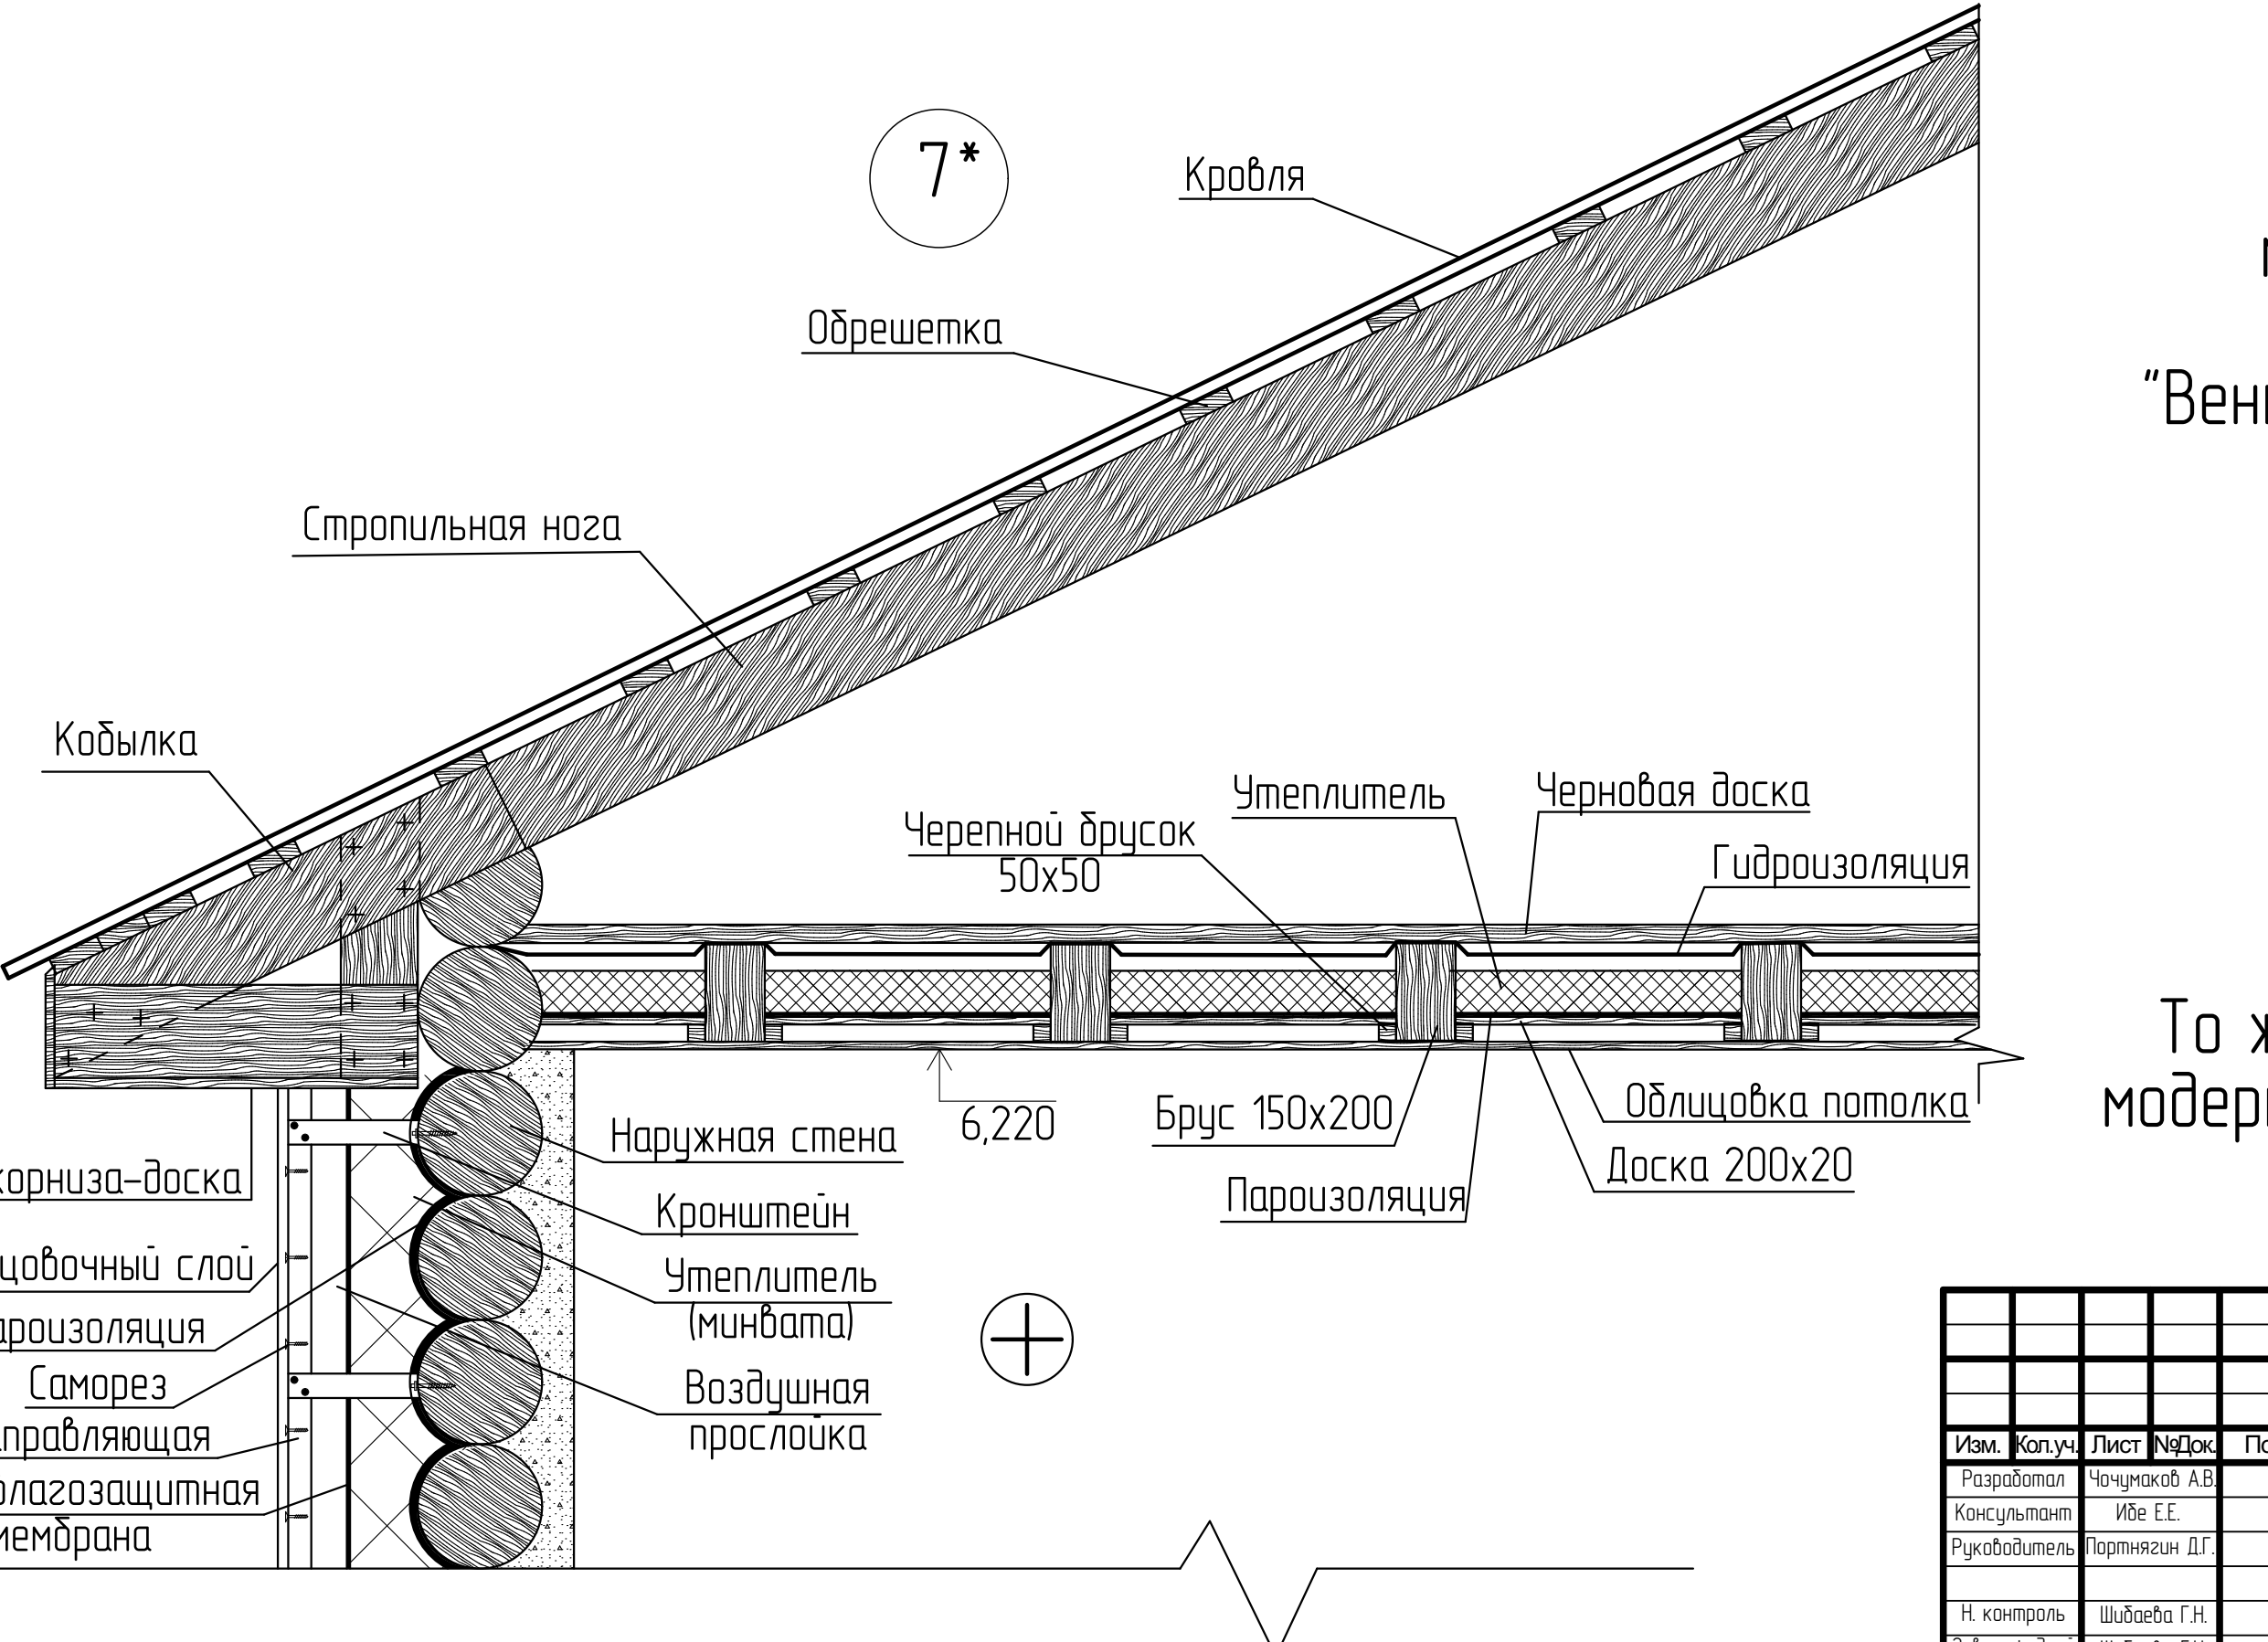 7*
Кровля
Обрешетка
Стропильная нога
"Вен
Кобылка
Утеплитель
Черновая доска
Черепной брусок
50х50
Гидроизоляция
То ж
модер
6,220
Брус 150х200
Облицовка потолка
Доска 200х20
Пароизоляция
Наружная стена
корниза-доска
Кронштейн
цовочный слой
Утеплитель
(минвата)
ароизоляция
Саморез
Воздушная
прослойка
аправляющая
олагозащитная
мембрана
Изм. Кол.уч. Лист №Док. По
Разработал Чочумаков А.В.
Консультант Ибе Е.Е.
Руководитель Портнягин Д.Г.
Н. контроль Шибаева Г.Н.